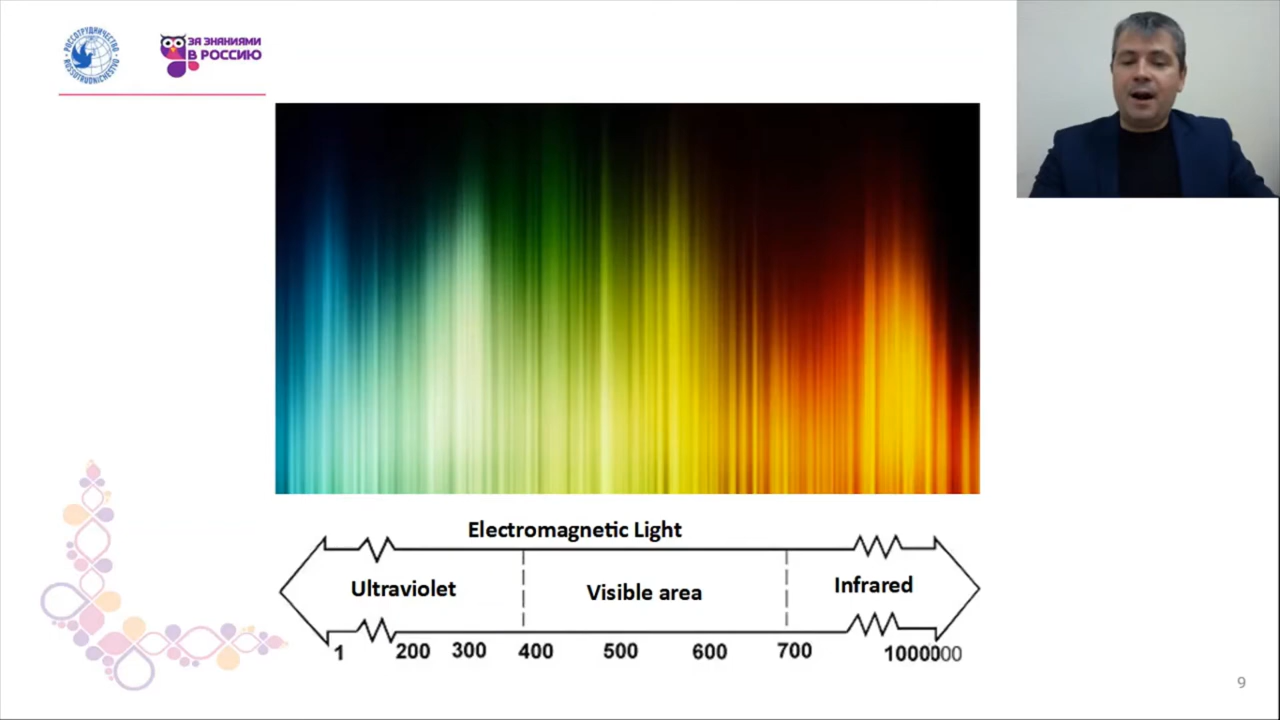 РОССОТРУДНИЧЕСТВО
ROSSOTRUDNICHESTVO
ЗА ЗНАНИЯМИ
В РОССИЮ
Electromagnetic Light
Ultraviolet
Visible area
Infrared
1 200 300 400 500 600 700 1000000
9